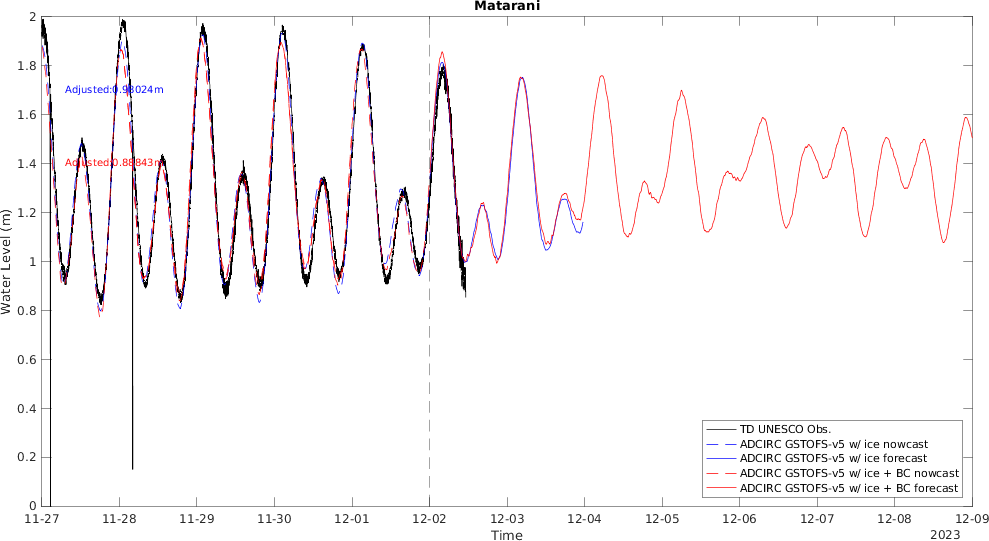 Matarani
2
1.8
1.6
1.4
1.2
1
0.8
0.6
0.4
0.2
0
Water Level (m)
Adjusted:0.93024m
Adjusted:0.88843m
TD UNESCO Obs.
ADCIRC GSTOFS-v5 w/ ice nowcast
ADCIRC GSTOFS-v5 w/ ice forecast
ADCIRC GSTOFS-v5 w/ ice + BC nowcast
ADCIRC GSTOFS-v5 w/ ice + BC forecast
11-27 11-28 11-29 11-30 12-01 12-02 12-03 12-04 12-05 12-06 12-07 12-08 12-09
Time
2023